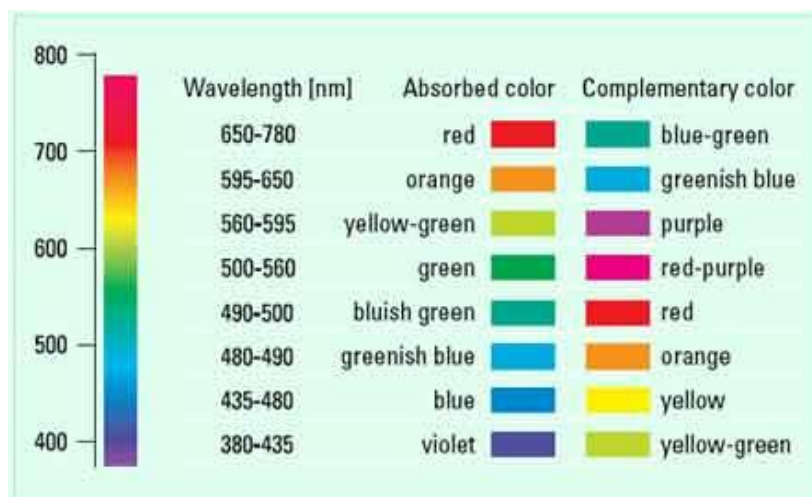 800
700
600
500
400
Wavelength [nm] Absorbed color Complementary color
650-780 red blue-green
595-650 orange greenish blue
560-595 yellow-green purple
500-560 green red-purple
490-500 bluish green red
480-490 greenish blue orange
435-480 blue yellow
380-435 violet yellow-green